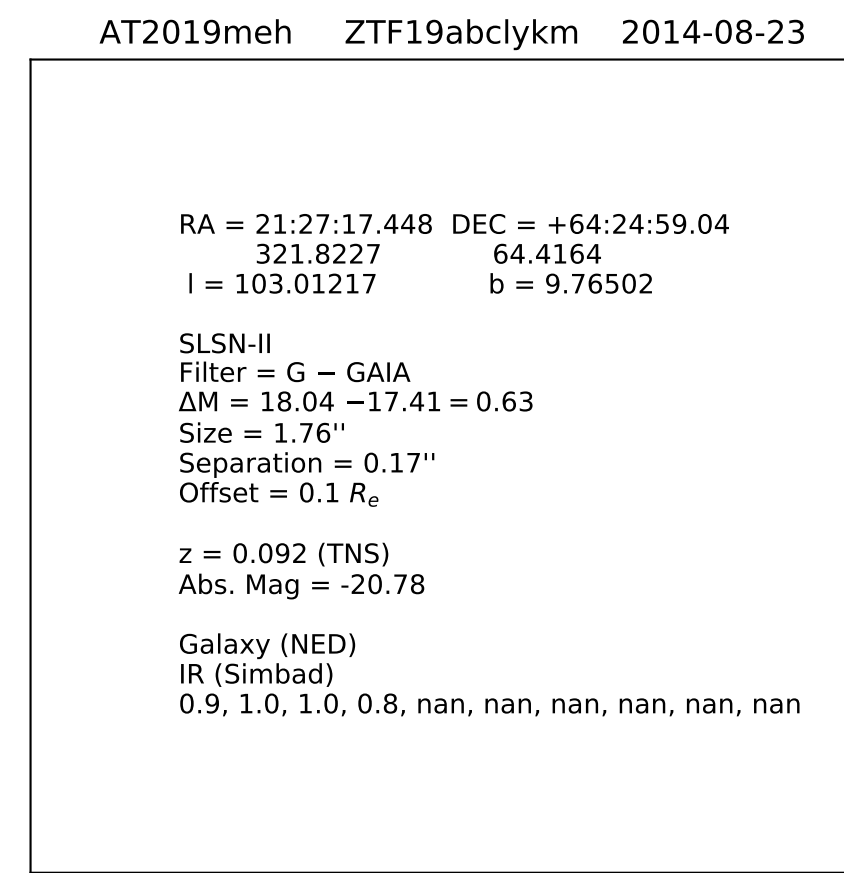 AT2019meh ZTF19abclykm 2014-08-23
RA = 21:27:17.448 DEC = +64:24:59.04
321.8227 64.4164
l = 103.01217 b = 9.76502
SLSN-II
Filter = G − GAIA
ΔM = 18.04 −17.41 = 0.63
Size = 1.76''
Separation = 0.17''
Offset = 0.1 Rₑ
z = 0.092 (TNS)
Abs. Mag = -20.78
Galaxy (NED)
IR (Simbad)
0.9, 1.0, 1.0, 0.8, nan, nan, nan, nan, nan, nan